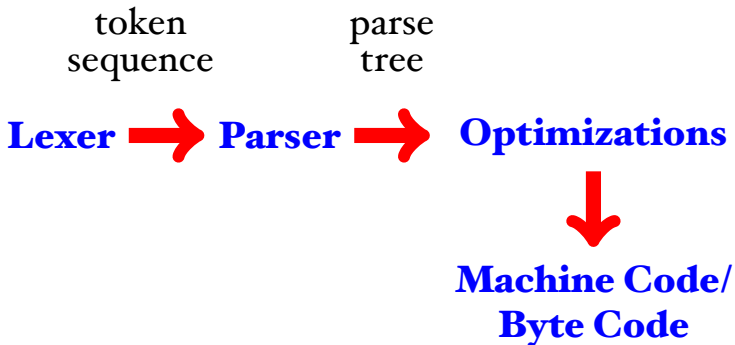 token
sequence
parse
tree
Lexer
Parser
Optimizations
Machine Code/
Byte Code